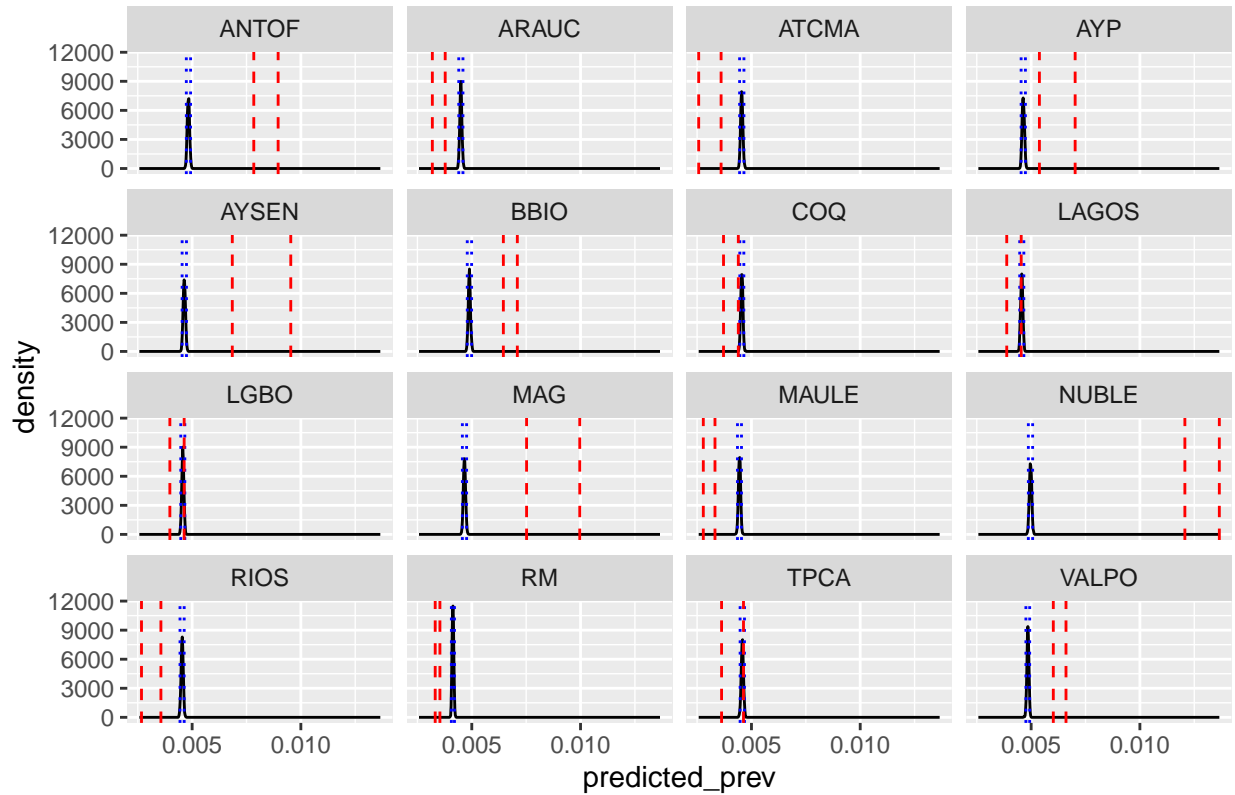 ANTOF ARAUC ATCMA AYP
12000
9000
6000
3000
0
AYSEN BBIO COQ LAGOS
12000
9000
6000
3000
0
density
LGBO MAG MAULE NUBLE
12000
9000
6000
3000
0
RIOS RM TPCA VALPO
12000
9000
6000
3000
0
0.005 0.010 0.005 0.010 0.005 0.010 0.005 0.010
predicted_prev